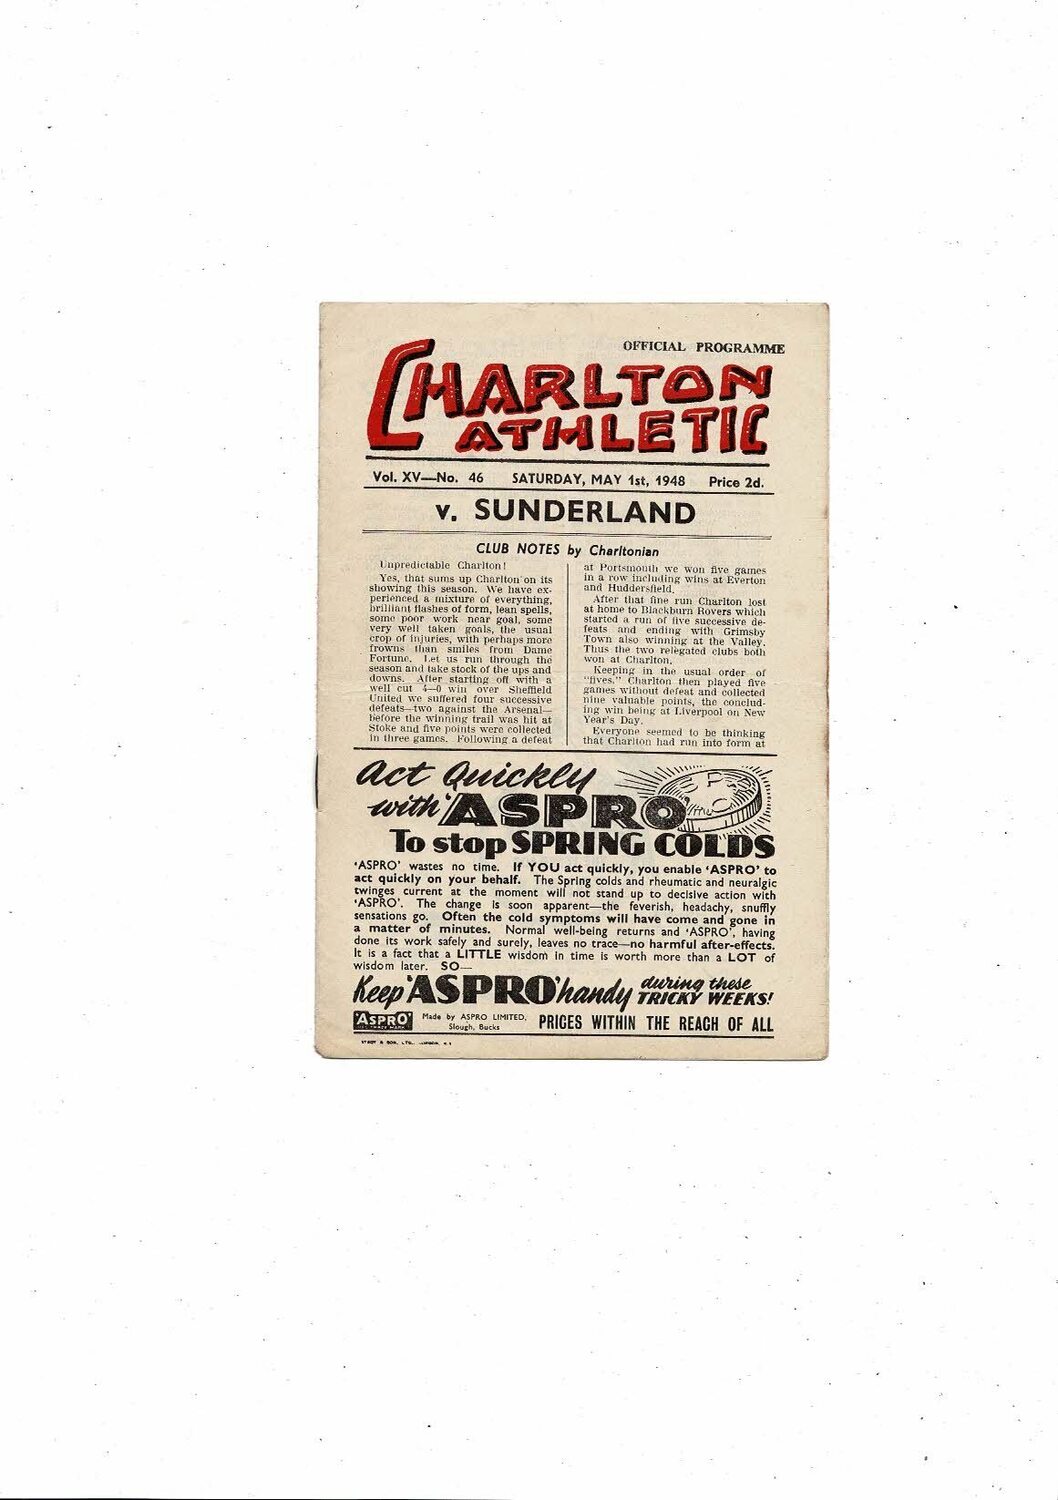 OFFICIAL PROGRAMME
CHARLTON
ATHLETIC
Vol. XV—No. 46 SATURDAY, MAY 1st, 1948 Price 2d.
v. SUNDERLAND
CLUB NOTES by Charltonian
Unpredictable Charlton!
Yes, that sums up Charlton on its
showing this season. We have ex-
perienced a mixture of everything,
brilliant flashes of form, lean spells,
some poor work near goal, some
very well taken goals, the usual
crop of injuries, with perhaps more
frowns than smiles from Dame
Fortune. Let us run through the
season and take stock of the ups and
downs. After starting off with a
well cut 4—0 win over Sheffield
United we suffered four successive
defeats—two against the Arsenal—
before the winning trail was hit at
Stoke and five points were collected
in three games. Following a defeat
at Portsmouth we won five games
in a row including wins at Everton
and Huddersfield.
After that fine run Charlton lost
at home to Blackburn Rovers which
started a run of five successive de-
feats and ending with Grimsby
Town also winning at the Valley.
Thus the two relegated clubs both
won at Charlton.
Keeping in the usual order of
"fives," Charlton then played five
games without defeat and collected
nine valuable points, the conclud-
ing win being at Liverpool on New
Year's Day.
Everyone seemed to be thinking
that Charlton had run into form at
Act Quickly
with 'ASPRO'
To stop SPRING COLDS
'ASPRO' wastes no time. If YOU act quickly, you enable 'ASPRO' to
act quickly on your behalf. The Spring colds and rheumatic and neuralgic
twinges current at the moment will not stand up to decisive action with
'ASPRO'. The change is soon apparent—the feverish, headachy, snuffly
sensations go. Often the cold symptoms will have come and gone in
a matter of minutes. Normal well-being returns and 'ASPRO', having
done its work safely and surely, leaves no trace—no harmful after-effects.
It is a fact that a LITTLE wisdom in time is worth more than a LOT of
wisdom later. SO—
Keep 'ASPRO' handy during these
TRICKY WEEKS!
ASPRO Made by ASPRO LIMITED,
Slough, Bucks
PRICES WITHIN THE REACH OF ALL